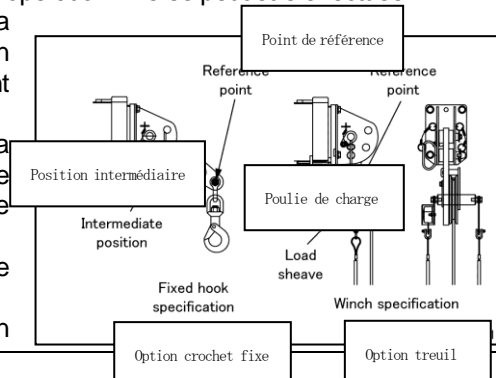 Point de référence
Reference
point
Reference
point
Position intermédiaire
Intermediate
position
Poulie de charge
Load
sheave
Fixed hook
specification
Winch specification
Option crochet fixe
Option treuil